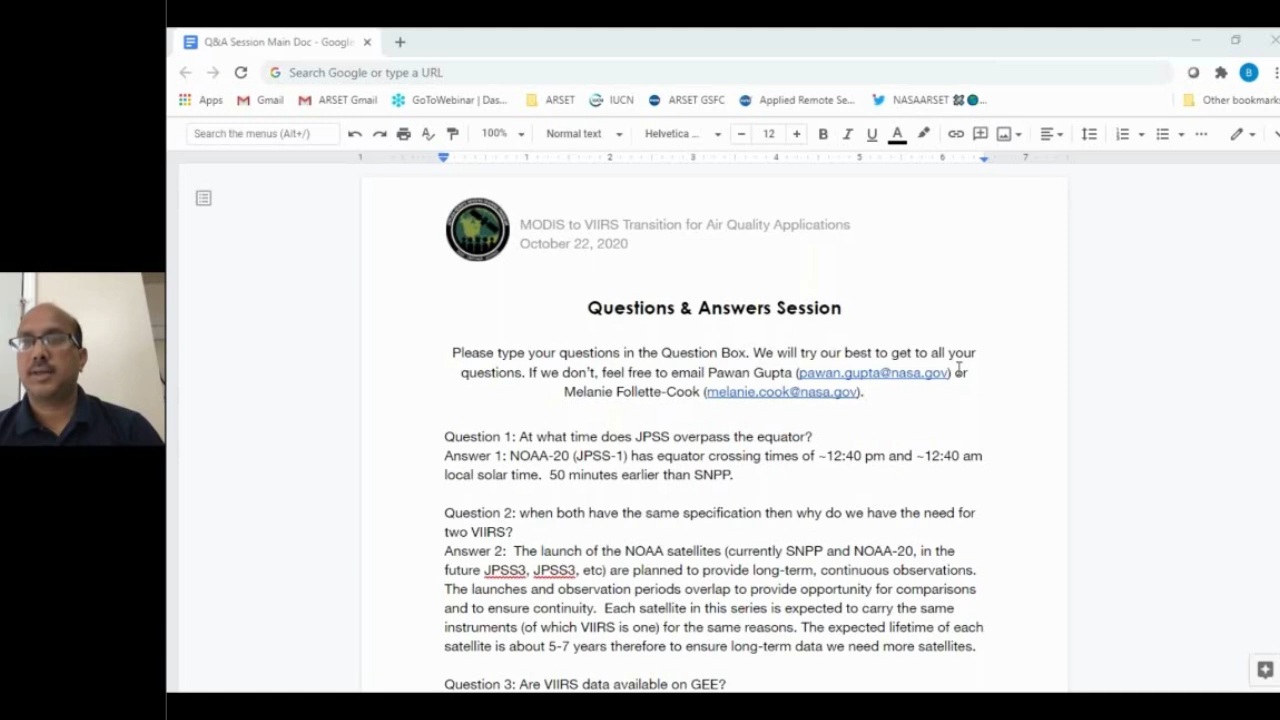 Q&A Session Main Doc - Google
Search Google or type a URL
Apps
Gmail
ARSET Gmail
GoToWebinar | Das...
ARSET
IUCN
ARSET GSFC
Applied Remote Se...
NASAARSET
Other bookmarks
Search the menus (Alt+/)
100%
Normal text
Helvetica ...
12
B I U A
1 1 2 3 4 5 6 7
MODIS to VIIRS Transition for Air Quality Applications
October 22, 2020
Questions & Answers Session
Please type your questions in the Question Box. We will try our best to get to all your
questions. If we don't, feel free to email Pawan Gupta (pawan.gupta@nasa.gov) or
Melanie Follette-Cook (melanie.cook@nasa.gov).
Question 1: At what time does JPSS overpass the equator?
Answer 1: NOAA-20 (JPSS-1) has equator crossing times of ~12:40 pm and ~12:40 am
local solar time. 50 minutes earlier than SNPP.
Question 2: when both have the same specification then why do we have the need for
two VIIRS?
Answer 2: The launch of the NOAA satellites (currently SNPP and NOAA-20, in the
future JPSS3, JPSS3, etc) are planned to provide long-term, continuous observations.
The launches and observation periods overlap to provide opportunity for comparisons
and to ensure continuity. Each satellite in this series is expected to carry the same
instruments (of which VIIRS is one) for the same reasons. The expected lifetime of each
satellite is about 5-7 years therefore to ensure long-term data we need more satellites.
Question 3: Are VIIRS data available on GEE?